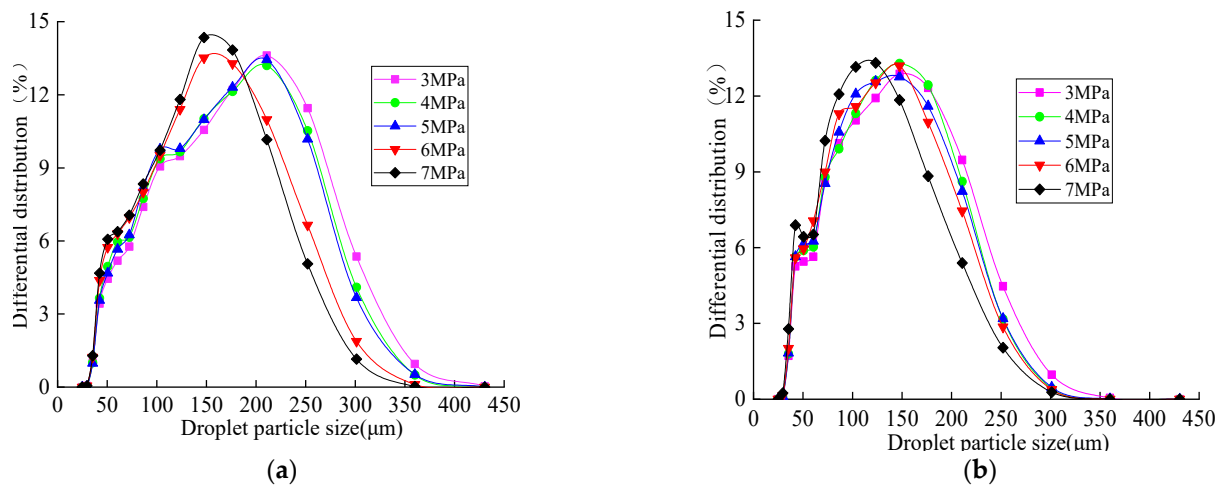 15
12
9
6
3
0
Differential distribution（%）
3MPa
4MPa
5MPa
6MPa
7MPa
0 50 100 150 200 250 300 350 400 450
Droplet particle size(μm)
(a)
15
12
9
6
3
0
Differential distribution（%）
3MPa
4MPa
5MPa
6MPa
7MPa
0 50 100 150 200 250 300 350 400 450
Droplet particle size(μm)
(b)